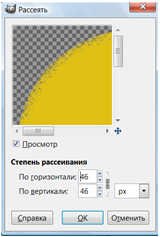 Рассеять
Просмотр
Степень рассеивания
По горизонтали: 46
По вертикали: 46 px
Справка OK Отменить